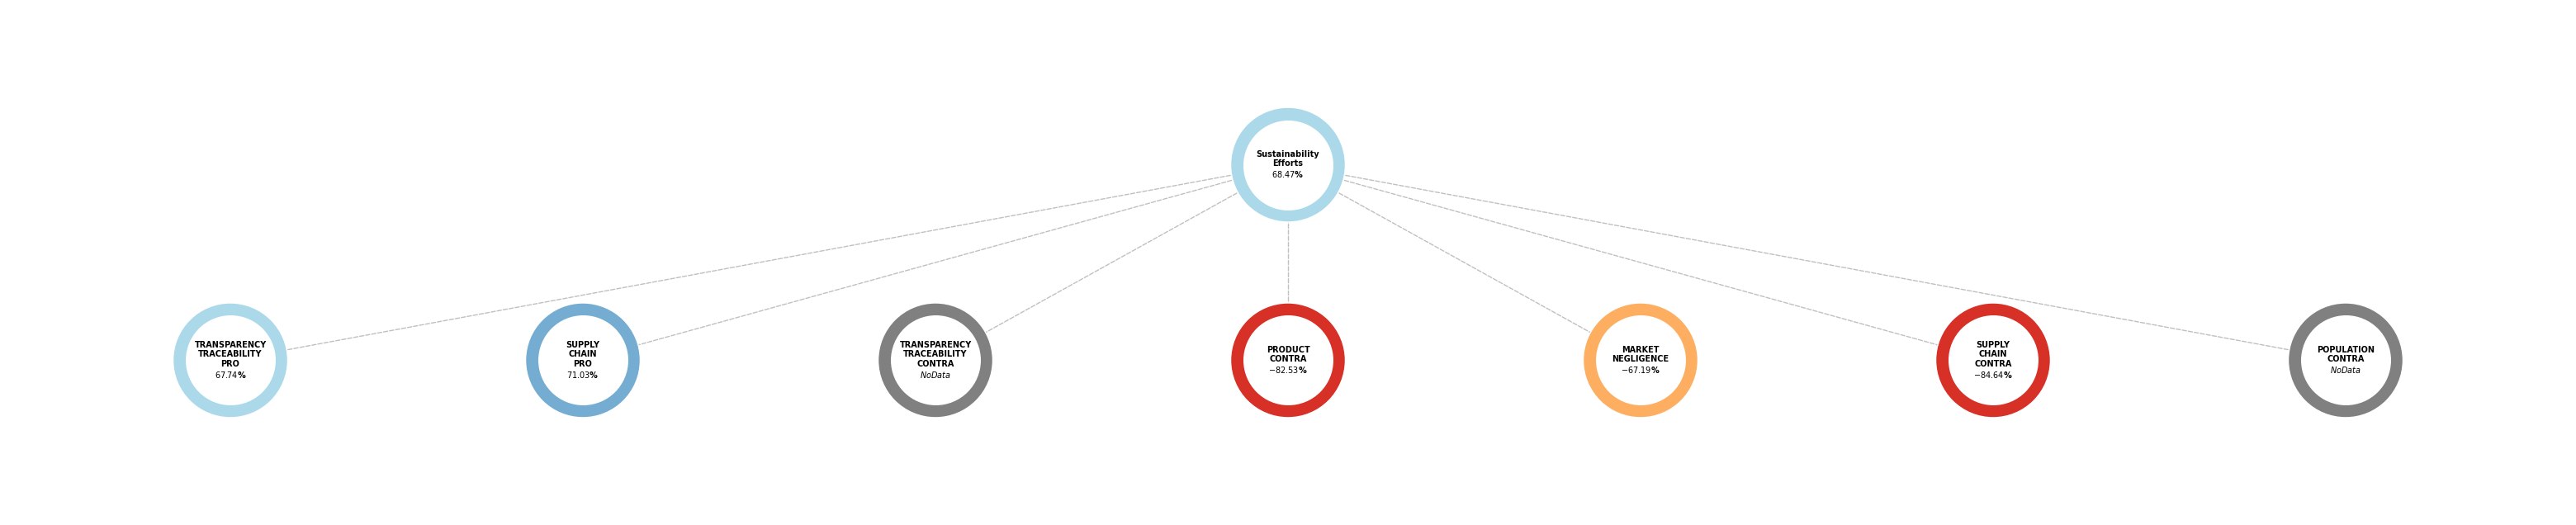 Sustainability
Efforts
68.47%
TRANSPARENCY
TRACEABILITY
PRO
67.74%
SUPPLY
CHAIN
PRO
71.03%
TRANSPARENCY
TRACEABILITY
CONTRA
NoData
PRODUCT
CONTRA
−82.53%
MARKET
NEGLIGENCE
−67.19%
SUPPLY
CHAIN
CONTRA
−84.64%
POPULATION
CONTRA
NoData